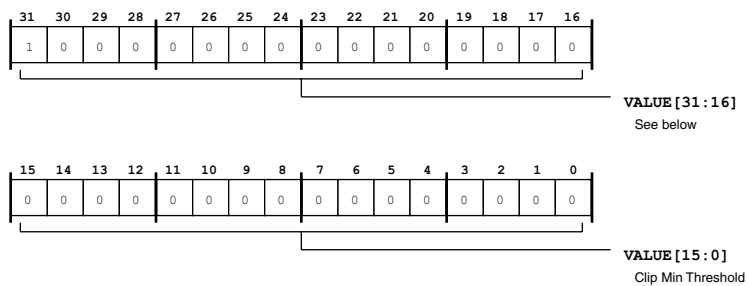 31 30 29 28 27 26 25 24 23 22 21 20 19 18 17 16
1 0 0 0 0 0 0 0 0 0 0 0 0 0 0 0
VALUE[31:16]
See below
15 14 13 12 11 10 9 8 7 6 5 4 3 2 1 0
0 0 0 0 0 0 0 0 0 0 0 0 0 0 0 0
VALUE[15:0]
Clip Min Threshold